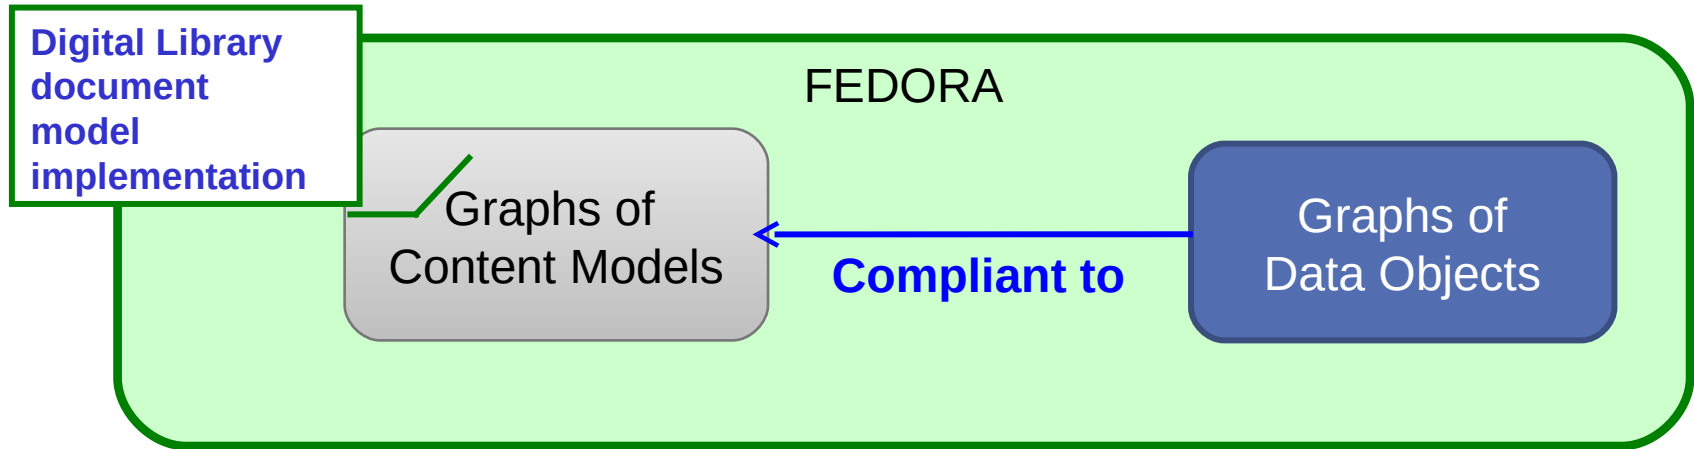 Digital Library
document
model
implementation
FEDORA
Graphs of
Content Models
Compliant to
Graphs of
Data Objects